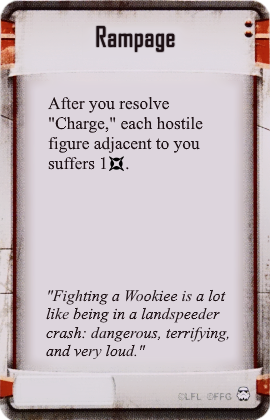 Rampage
After you resolve
"Charge," each hostile
figure adjacent to you
suffers 1.
"Fighting a Wookiee is a lot
like being in a landspeeder
crash: dangerous, terrifying,
and very loud."
©LFL ©FFG